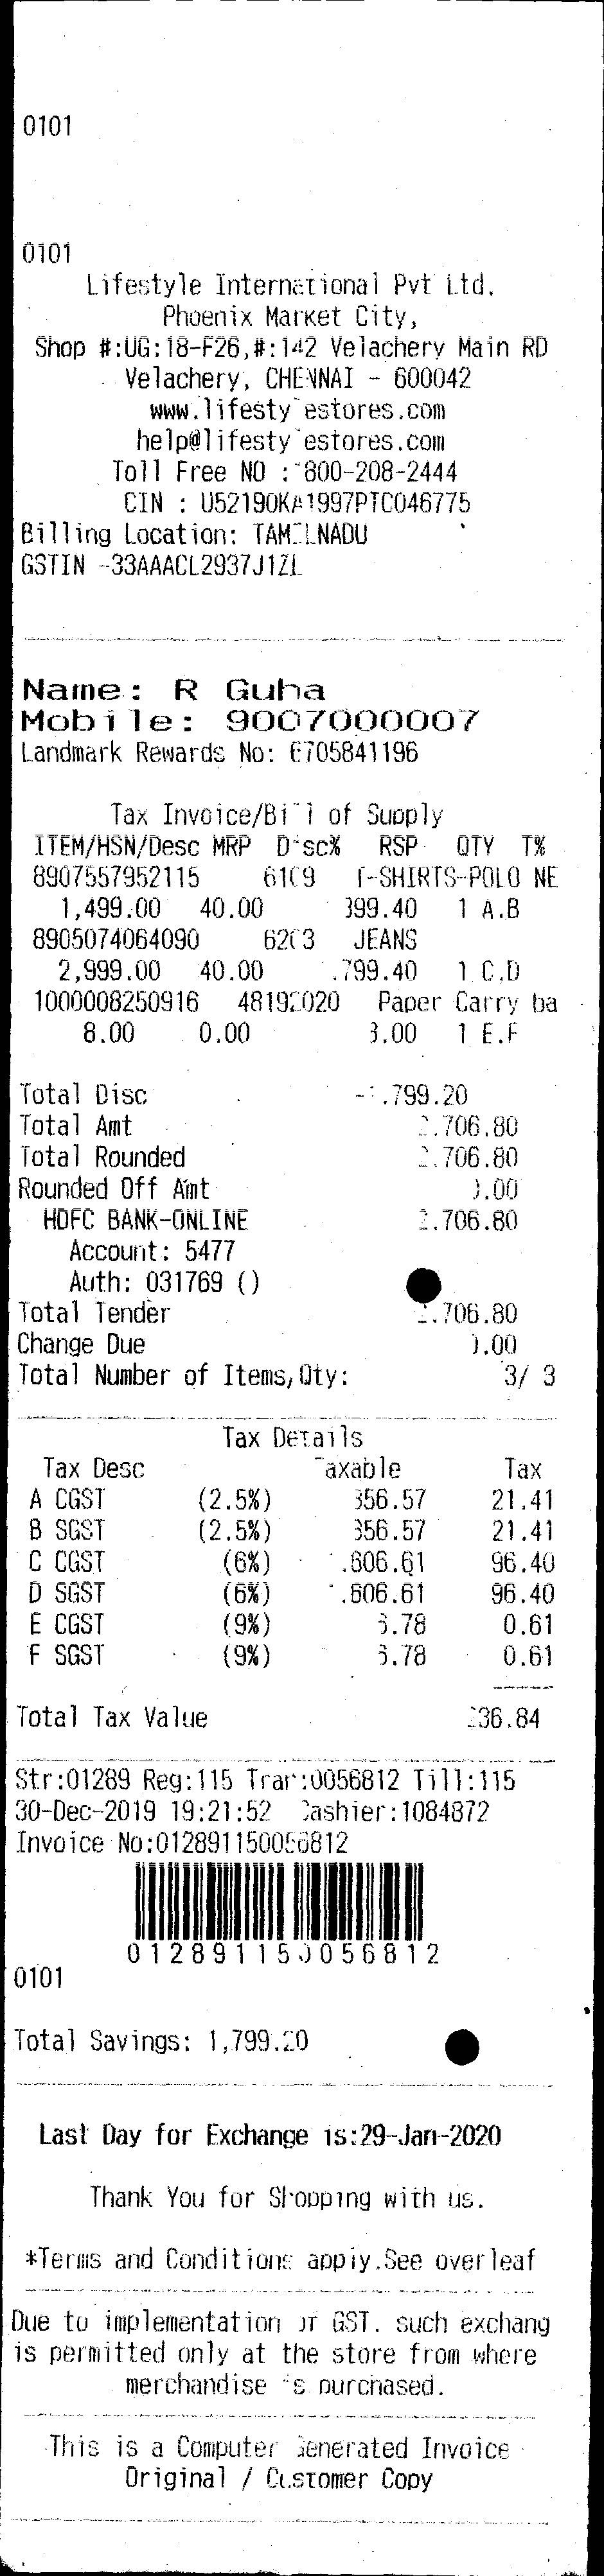 0101
0101
Lifestyle International Pvt Ltd.
Phoenix Market City,
Shop #:UG:18-F26,#:142 Velachery Main RD
Velachery, CHENNAI - 600042
www.lifesty estores.com
help@lifesty estores.com
Toll Free NO : 800-208-2444
CIN : U52190KA1997PTC046775
Billing Location: TAMILNADU
GSTIN -33AAACL2937J1ZL
Name: R Guha
Mobile: 9007000007
Landmark Rewards No: 6705841196
Tax Invoice/Bill of Supply
ITEM/HSN/Desc MRP Disc% RSP QTY T%
8907557952115 6109 T-SHIRTS-POLO NE
1,499.00 40.00 899.40 1 A.B
8905074064090 6203 JEANS
2,999.00 40.00 1.799.40 1 C.D
1000008250916 48192020 Paper Carry ba
8.00 0.00 8.00 1 E.F
Total Disc -1.799.20
Total Amt 2.706.80
Total Rounded 2.706.80
Rounded Off Amt 0.00
HDFC BANK-ONLINE 2.706.80
Account: 5477
Auth: 031769 ()
Total Tender 2.706.80
Change Due 0.00
Total Number of Items,Qty: 3/ 3
Tax Details
Tax Desc Taxable Tax
A CGST (2.5%) 856.57 21.41
B SGST (2.5%) 856.57 21.41
C CGST (6%) 1.606.61 96.40
D SGST (6%) 1.606.61 96.40
E CGST (9%) 6.78 0.61
F SGST (9%) 6.78 0.61
Total Tax Value 236.84
Str:01289 Reg:115 Tran:0056812 Till:115
30-Dec-2019 19:21:52 Cashier:1084872
Invoice No:012891150056812
012891150056812
0101
Total Savings: 1,799.20
Last Day for Exchange is:29-Jan-2020
Thank You for Shopping with us.
*Terms and Conditions apply.See overleaf
Due to implementation of GST. such exchang
is permitted only at the store from where
merchandise is purchased.
This is a Computer Generated Invoice
Original / Customer Copy